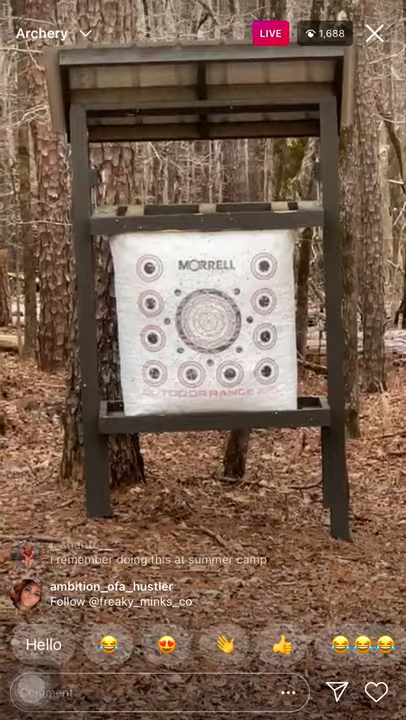 Archery
LIVE
1,688
MORRELL
OUTDOOR RANGE
I remember doing this at summer camp
ambition_ofa_hustler
Follow @freaky_minks_co
Hello
Comment